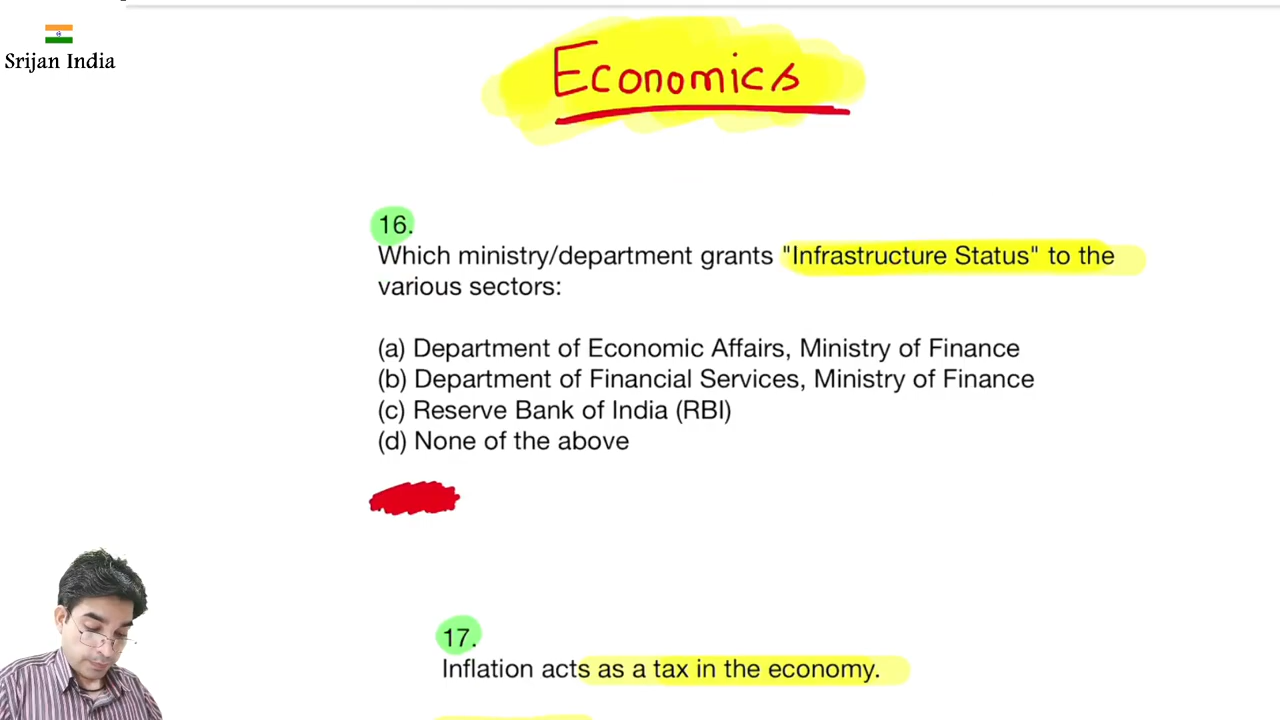 Srijan India
Economics
16.
Which ministry/department grants "Infrastructure Status" to the
various sectors:
(a) Department of Economic Affairs, Ministry of Finance
(b) Department of Financial Services, Ministry of Finance
(c) Reserve Bank of India (RBI)
(d) None of the above
17.
Inflation acts as a tax in the economy.